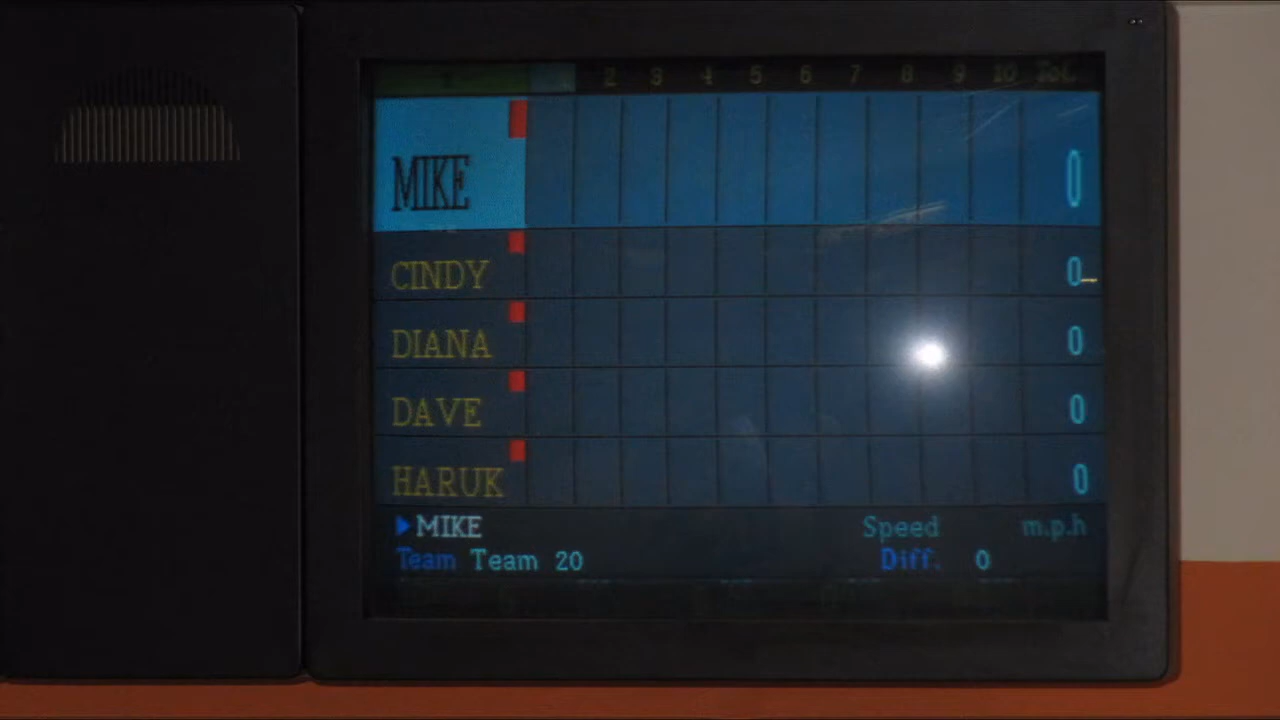 1 2 3 4 5 6 7 8 9 10 Tot.
MIKE 0
CINDY 0
DIANA 0
DAVE 0
HARUK 0
MIKE Speed m.p.h
Team Team 20 Diff. 0